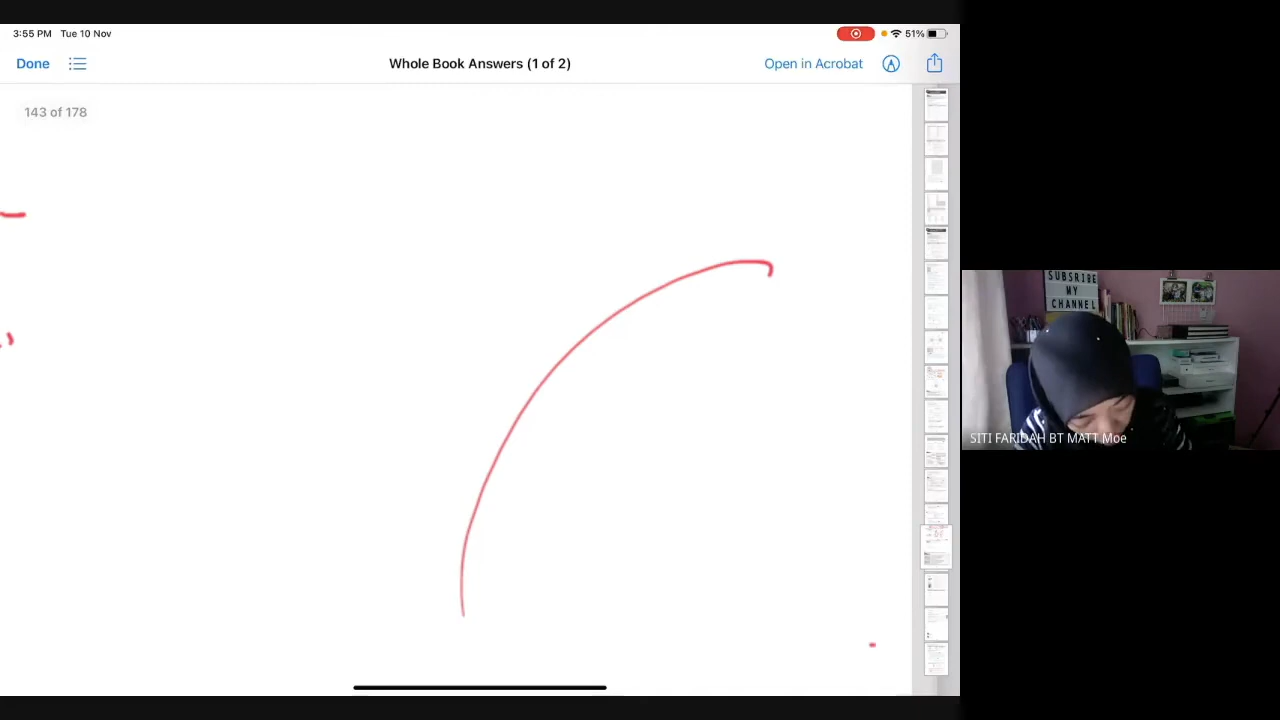 3:55 PM Tue 10 Nov
51%
Done
Whole Book Answers (1 of 2)
Open in Acrobat
143 of 178
SUBSRIBE
MY
CHANNEL
SITI FARIDAH BT MATT Moe